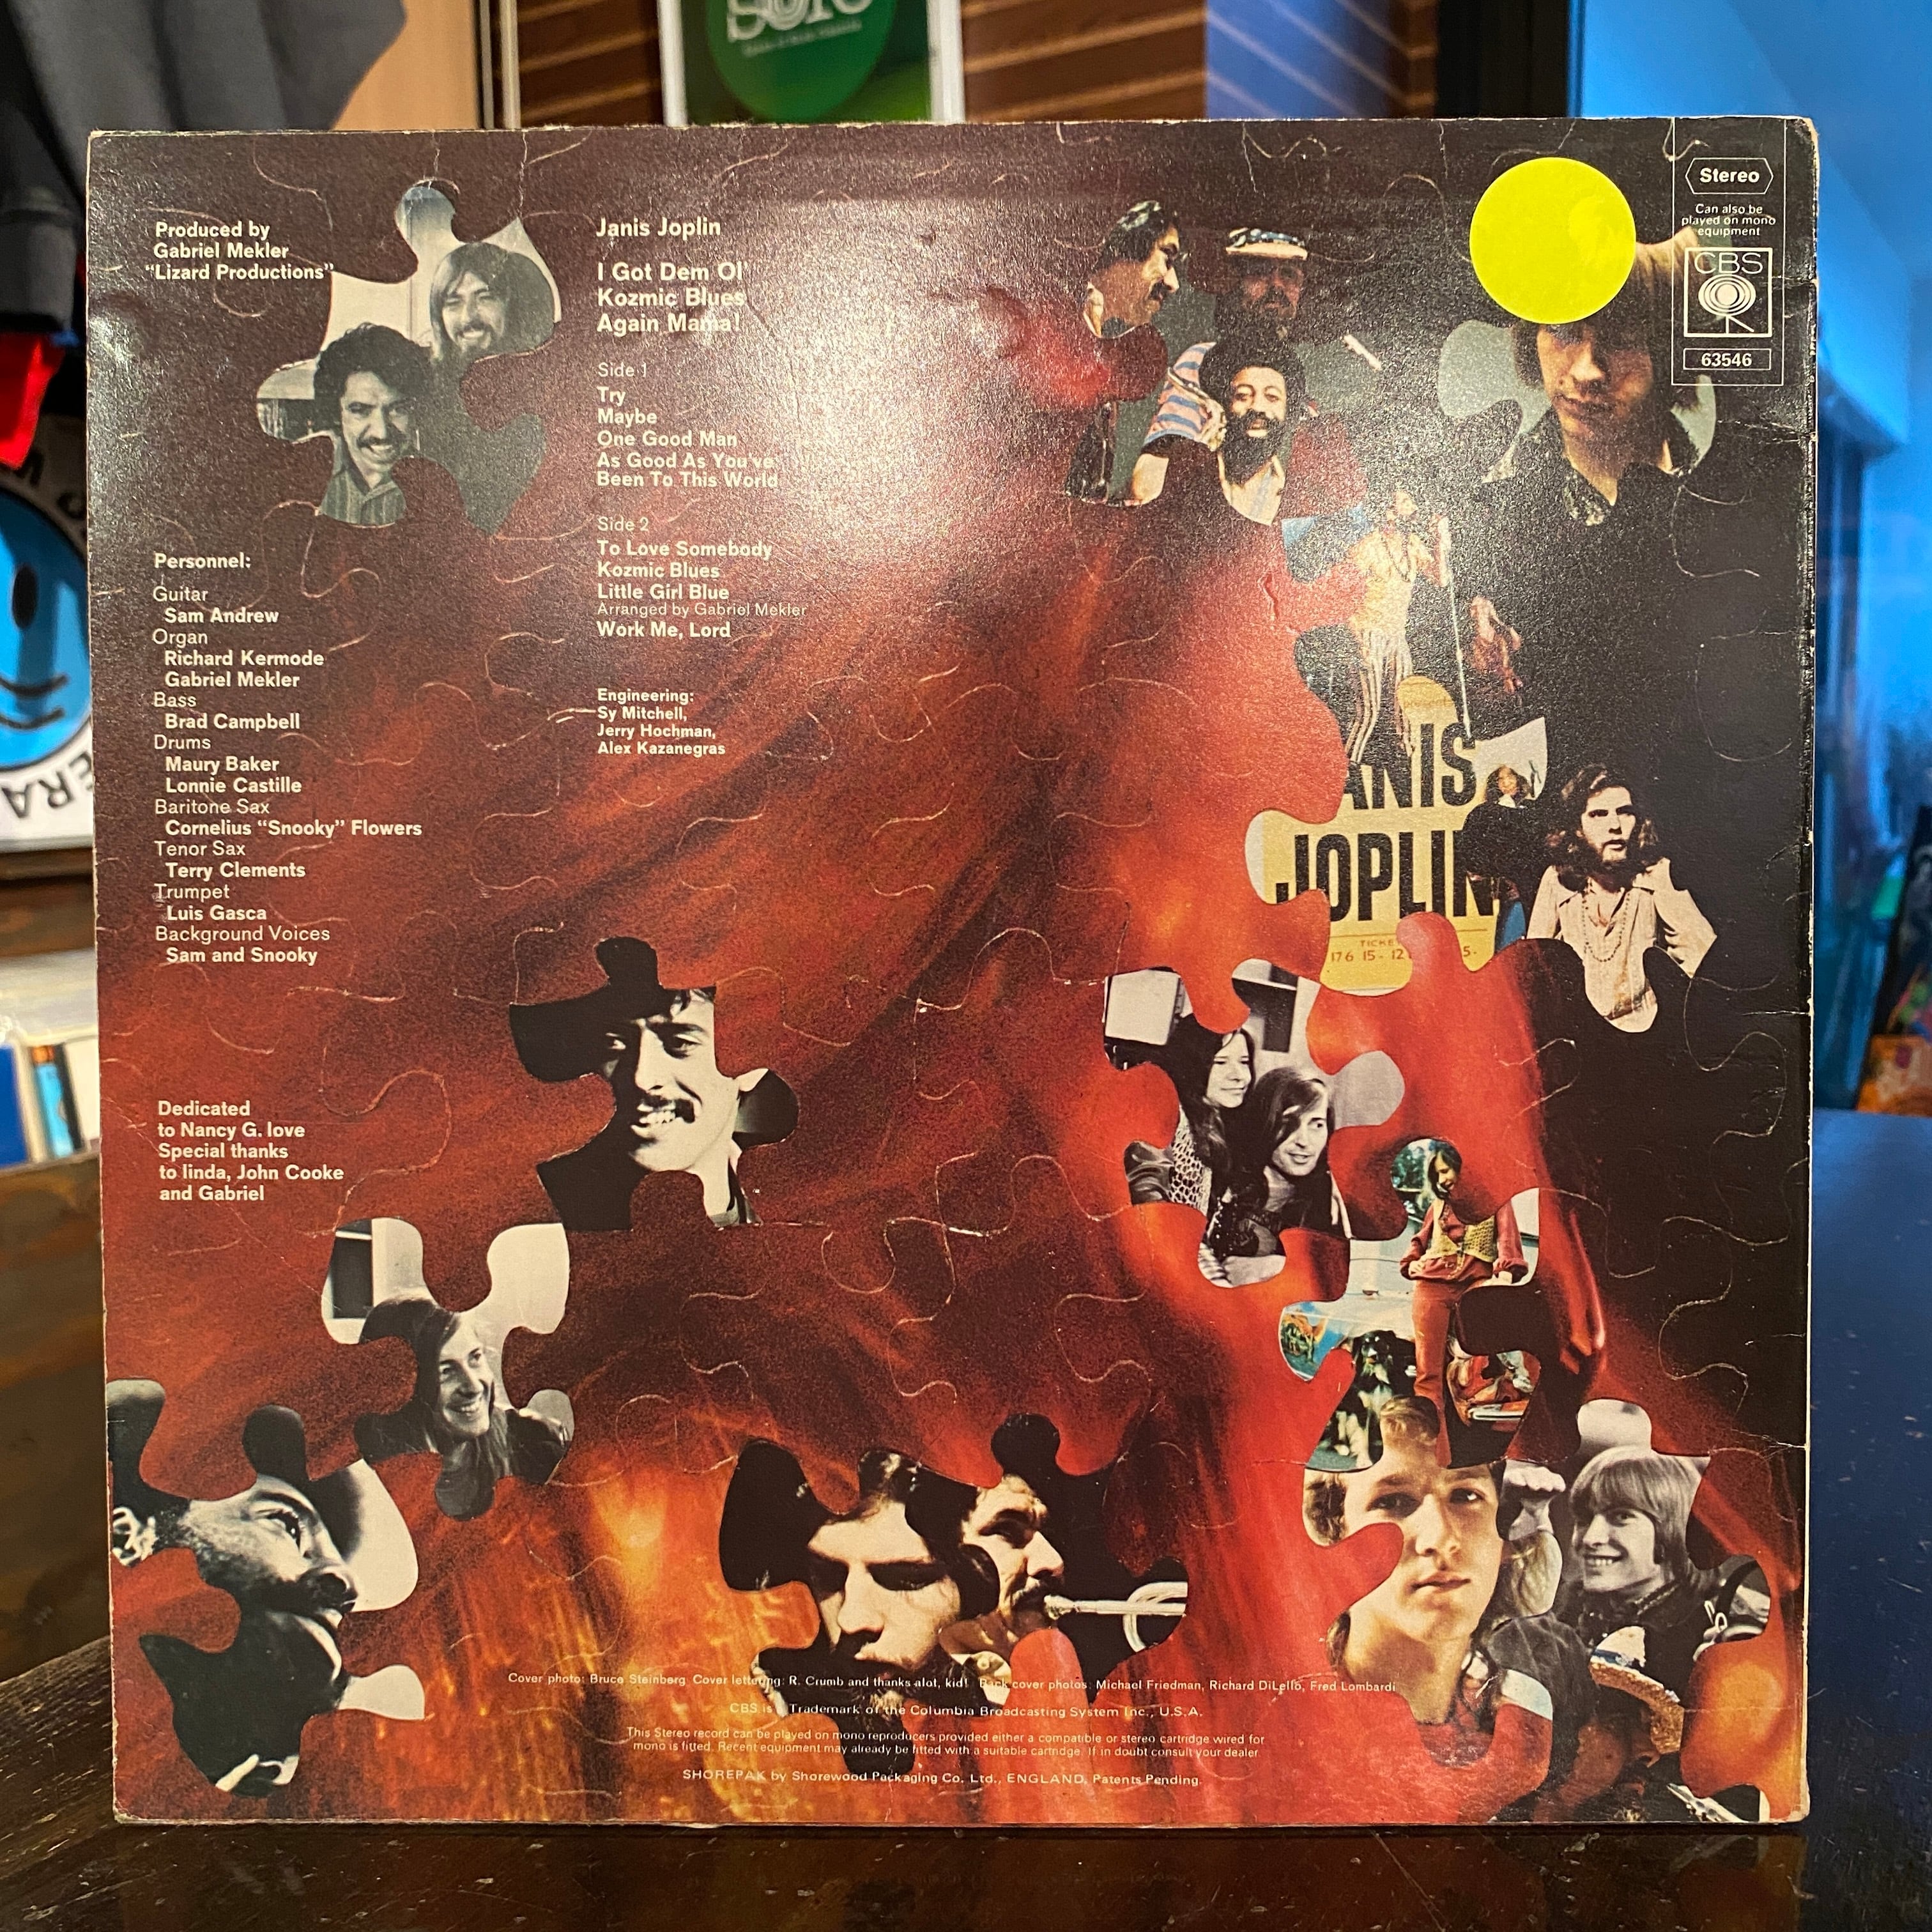 Produced by
Gabriel Mekler
"Lizard Productions"
Personnel:
Guitar
Sam Andrew
Organ
Richard Kermode
Gabriel Mekler
Bass
Brad Campbell
Drums
Maury Baker
Lonnie Castille
Baritone Sax
Cornelius "Snooky" Flowers
Tenor Sax
Terry Clements
Trumpet
Luis Gasca
Background Voices
Sam and Snooky
Dedicated
to Nancy G. love
Special thanks
to linda, John Cooke
and Gabriel
Janis Joplin
I Got Dem Ol'
Kozmic Blues
Again Mama!
Side 1
Try
Maybe
One Good Man
As Good As You've
Been To This World
Side 2
To Love Somebody
Kozmic Blues
Little Girl Blue
Arranged by Gabriel Mekler
Work Me, Lord
Engineering:
Sy Mitchell,
Jerry Hochman,
Alex Kazanegras
Stereo
Can also be
played on mono
equipment
CBS
63546
ANIS
JOPLIN
TICKE
176 15- 12 5-
Cover photo: Bruce Steinberg Cover lettering: R. Crumb and thanks alot, kid! Back cover photos: Michael Friedman, Richard DiLello, Fred Lombardi
CBS is a Trademark of the Columbia Broadcasting System Inc., U.S.A.
This Stereo record can be played on mono reproducers provided either a compatible or stereo cartridge wired for
mono is fitted. Recent equipment may already be fitted with a suitable cartridge. If in doubt consult your dealer.
SHOREPAK by Shorewood Packaging Co. Ltd., ENGLAND. Patents Pending.
ERA